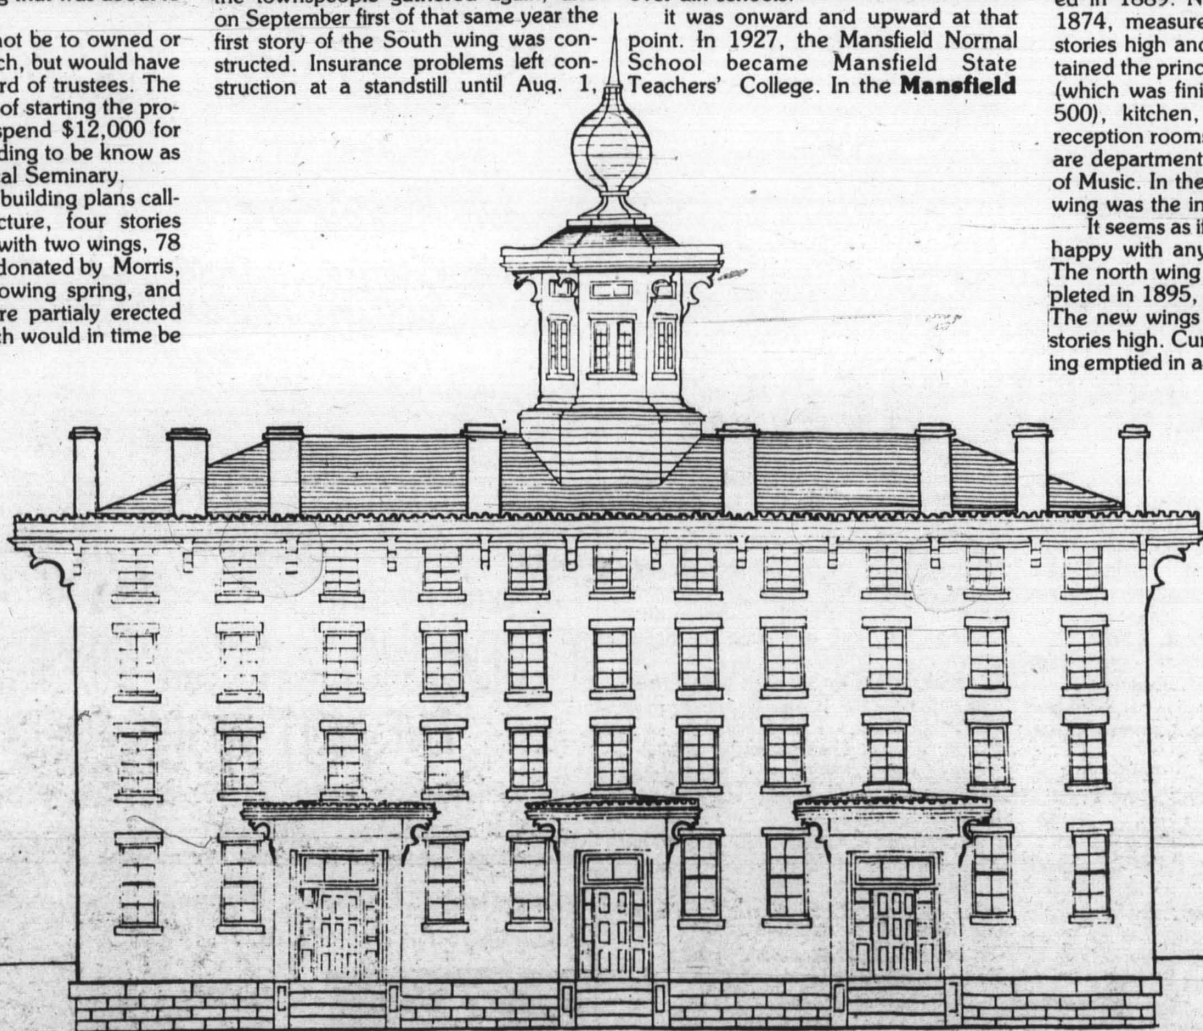 not be to owned or
ch, but would have
rd of trustees. The
of starting the pro-
spend $12,000 for
ding to be know as
al Seminary.
building plans call-
cture, four stories
with two wings, 78
donated by Morris,
owing spring, and
re partialy erected
ch would in time be
on September first of that same year the
first story of the South wing was con-
structed. Insurance problems left con-
struction at a standstill until Aug. 1,
it was onward and upward at that
point. In 1927, the Mansfield Normal
School became Mansfield State
Teachers' College. In the Mansfield
ed in 1889. N
1874, measure
stories high and
tained the princ
(which was fini
500), kitchen,
reception rooms
are department
of Music. In the
wing was the in
It seems as if
happy with any
The north wing
pleted in 1895,
The new wings
stories high. Cur
ing emptied in a